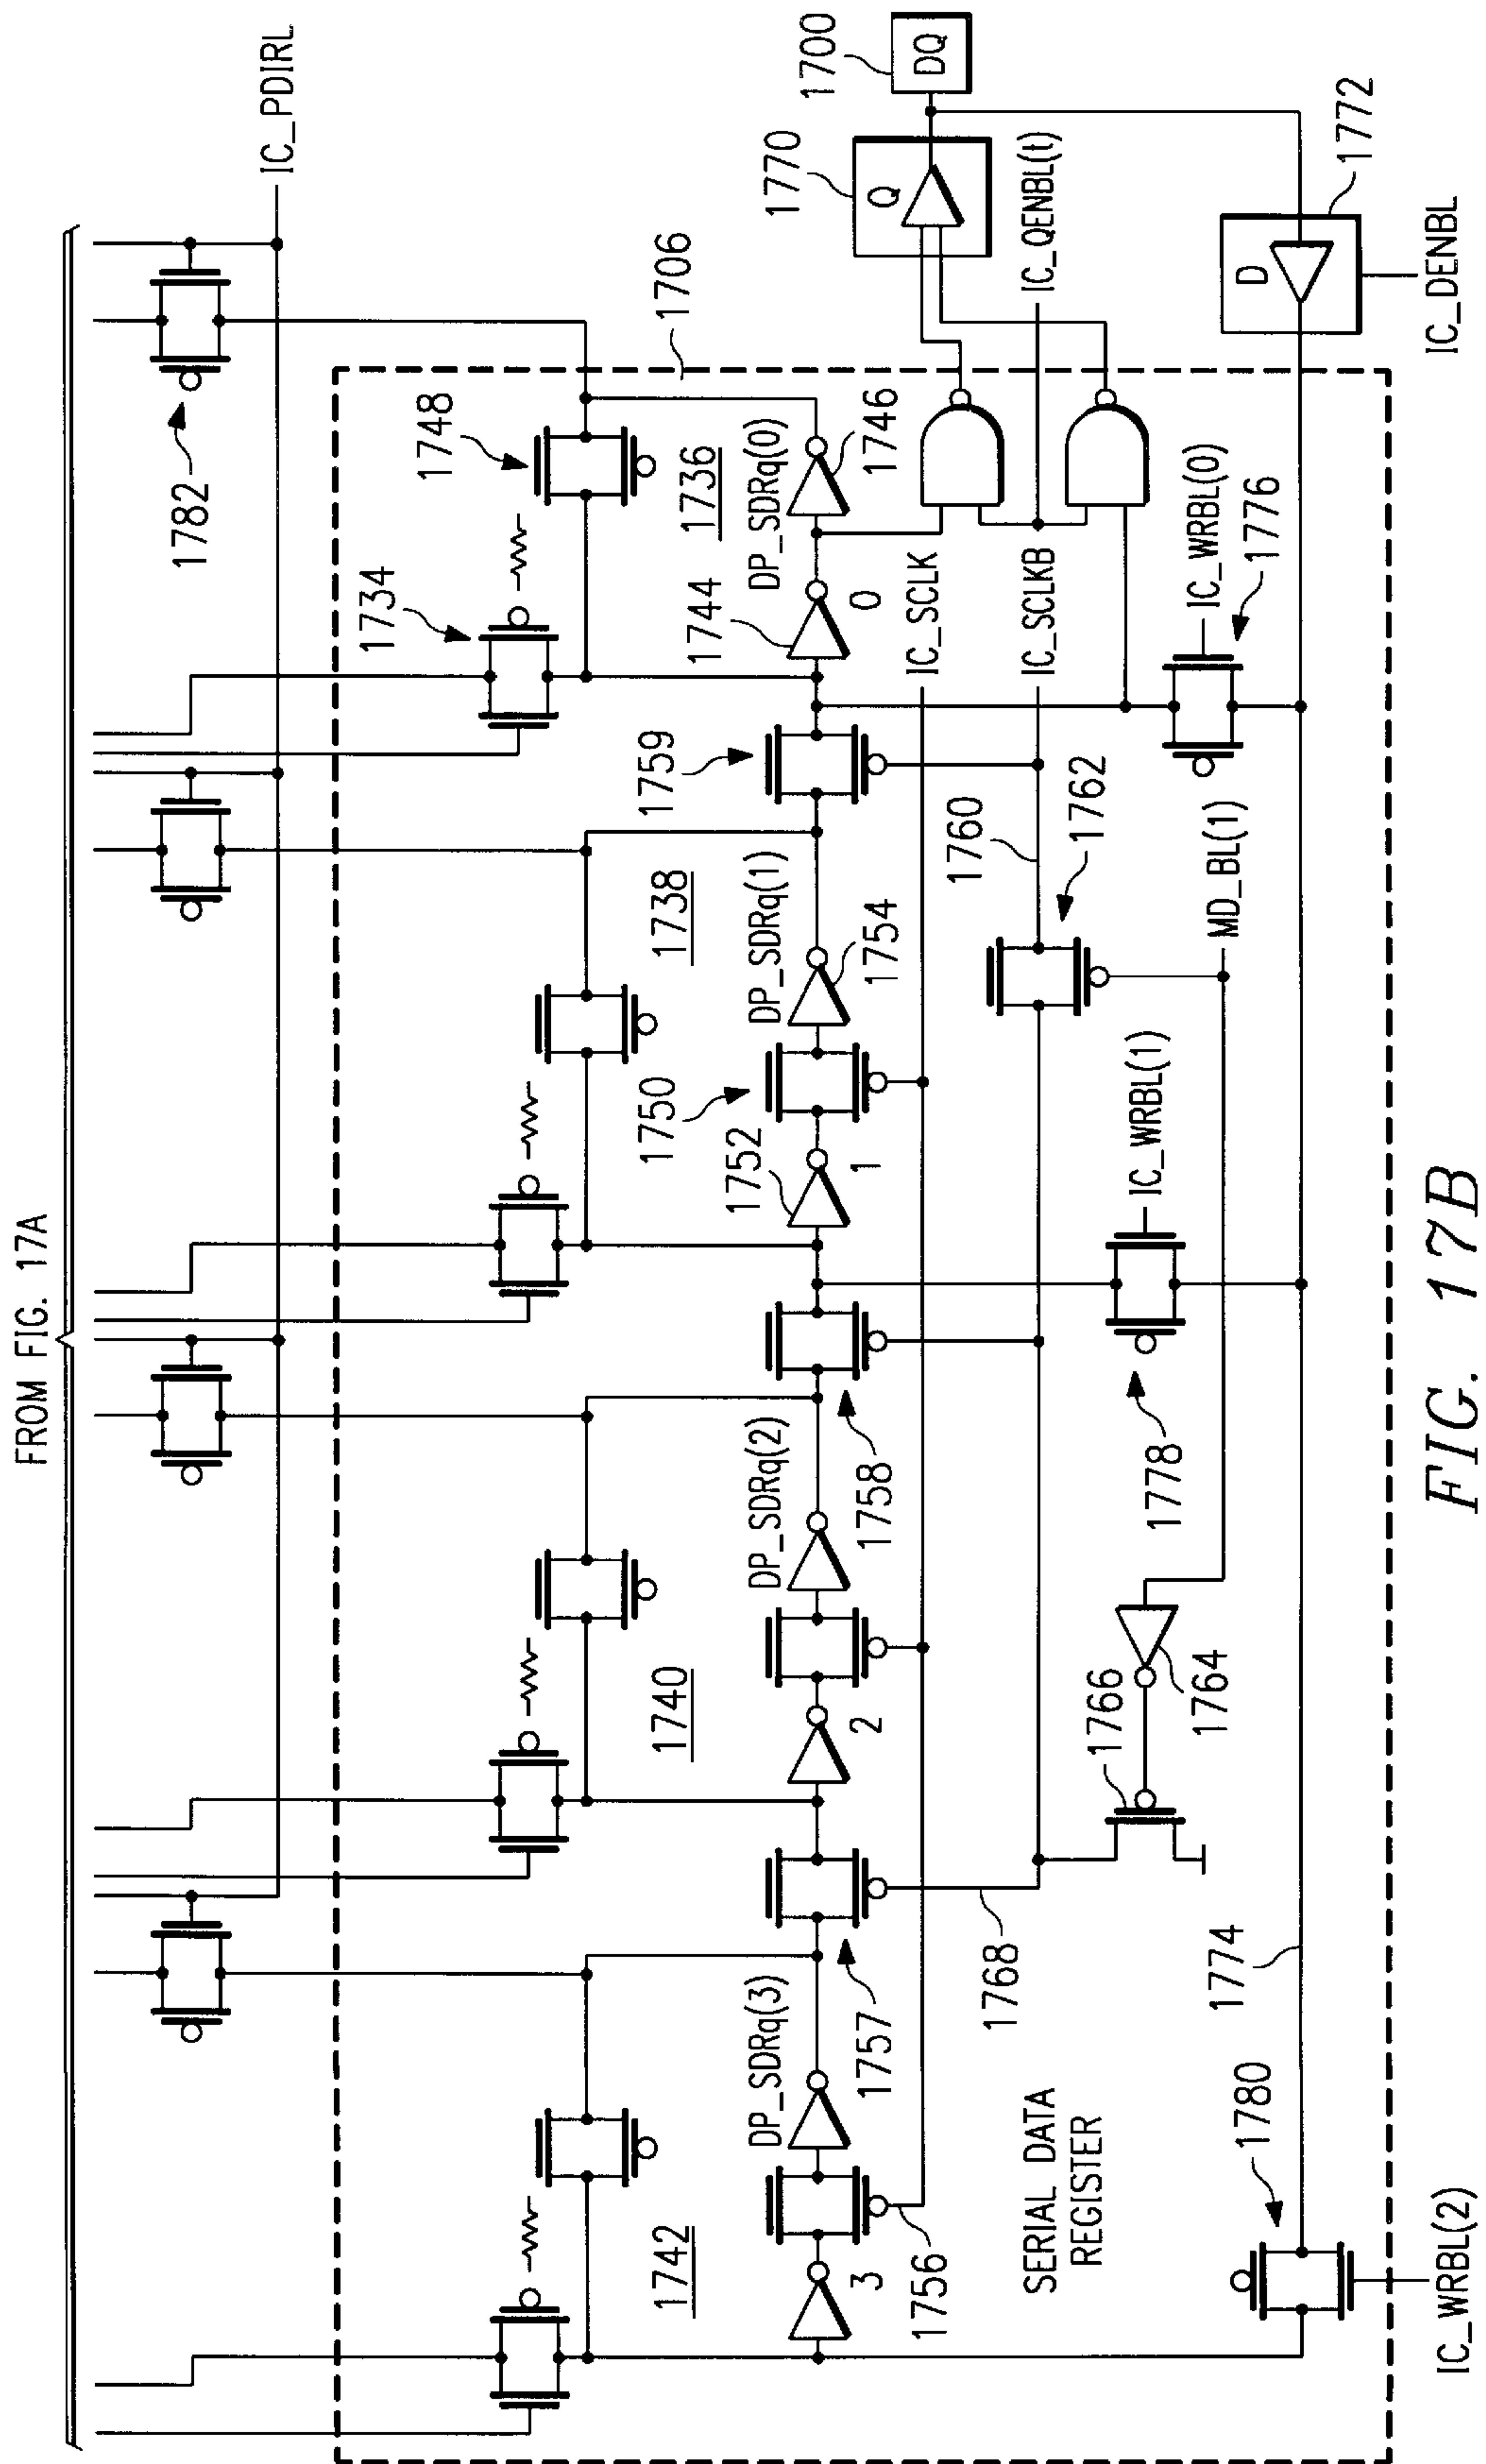 FROM FIG. 17A
IC_PDIRL
1782
1706
1734
1748
1736
DP_SDRq(0)
1746
1744
0
1700
DQ
1770
Q
IC_QENBL(t)
1772
D
IC_DENBL
IC_WRBL(0)
1776
IC_SCLK
IC_SCLKB
1759
1738
DP_SDRq(1)
1754
1750
1752
1
1760
1762
MD_BL(1)
IC_WRBL(1)
1778
1740
DP_SDRq(2)
1758
2
1766
1764
1742
DP_SDRq(3)
1757
1768
3
1756
1774
SERIAL DATA
REGISTER
1780
IC_WRBL(2)
FIG. 17B